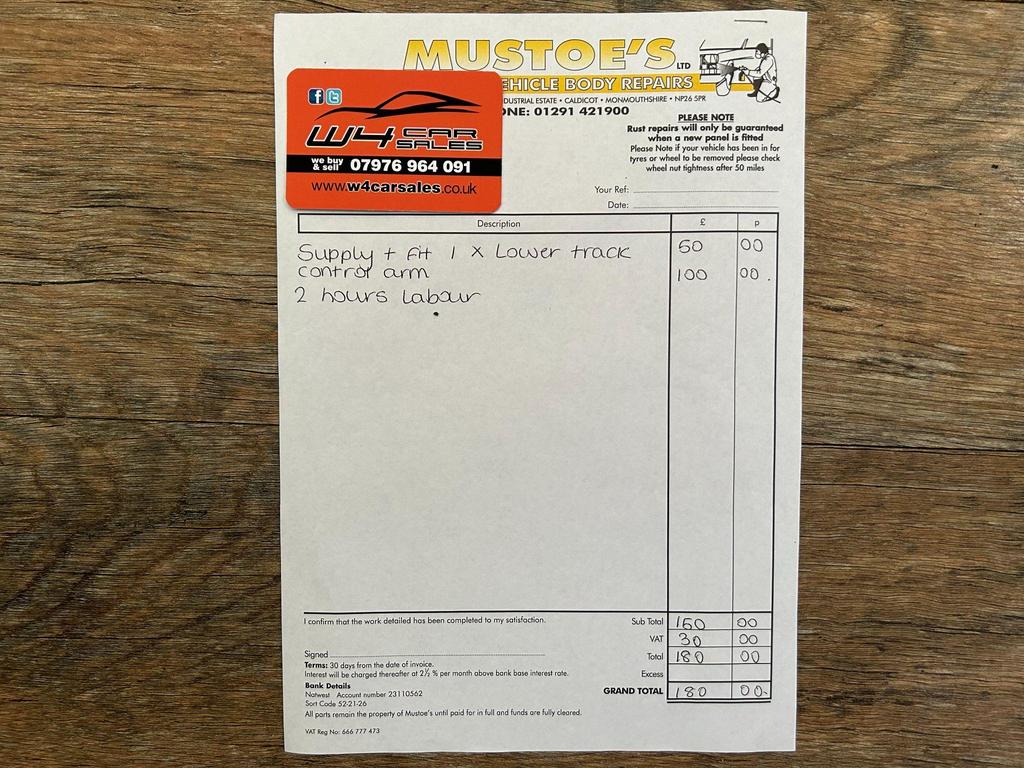 MUSTOE'S LTD
EHICLE BODY REPAIRS
DUSTRIAL ESTATE • CALDICOT • MONMOUTHSHIRE • NP26 5PR
ONE: 01291 421900
W4 CAR SALES
we buy & sell 07976 964 091
www.w4carsales.co.uk
PLEASE NOTE
Rust repairs will only be guaranteed
when a new panel is fitted
Please Note if your vehicle has been in for
tyres or wheel to be removed please check
wheel nut tightness after 50 miles
Your Ref:
Date:
Description £ p
Supply + Fit 1 x Lower track 50 00
control arm 100 00.
2 hours Labour
I confirm that the work detailed has been completed to my satisfaction.
Sub Total 150 00
VAT 30 00
Total 180 00
Excess
GRAND TOTAL 180 00.
Signed
Terms: 30 days from the date of invoice.
Interest will be charged thereafter at 2½ % per month above bank base interest rate.
Bank Details
Natwest Account number 23110562
Sort Code 52-21-26
All parts remain the property of Mustoe's until paid for in full and funds are fully cleared.
VAT Reg No: 666 777 473